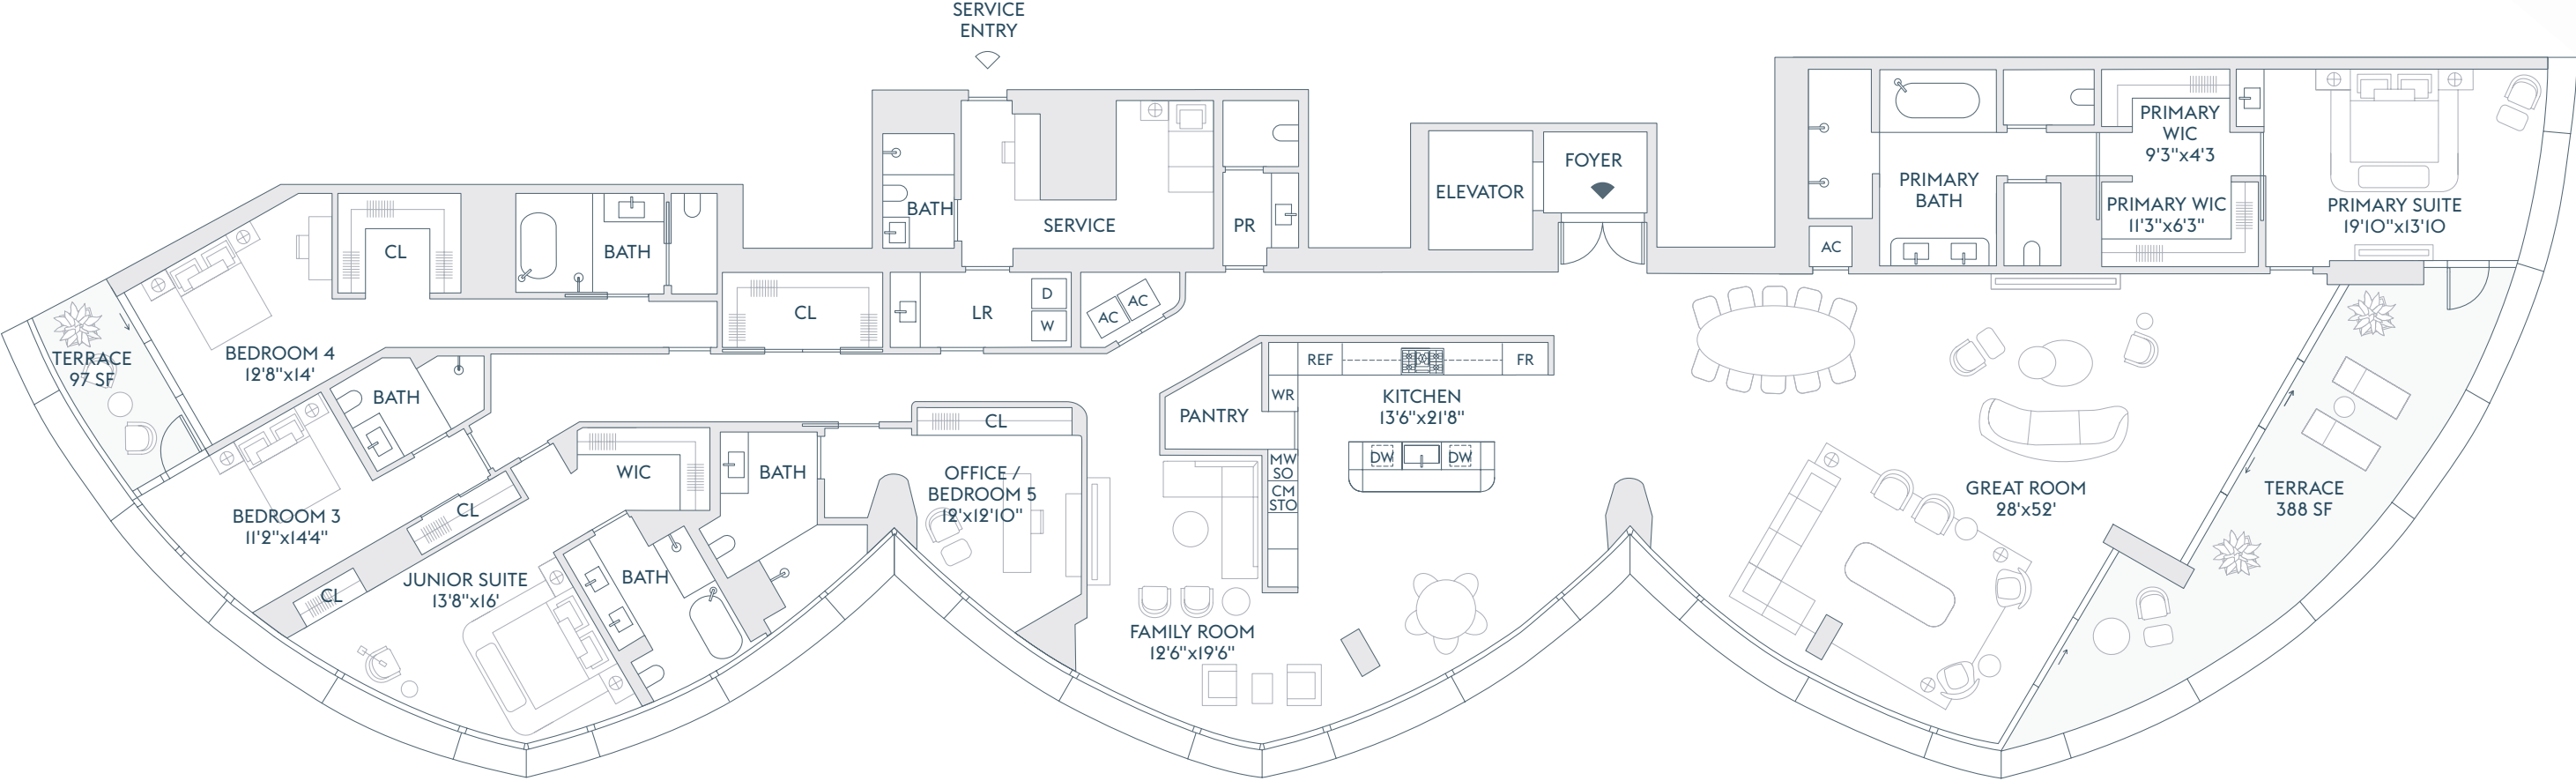 SERVICE
ENTRY
BATH
SERVICE
PR
ELEVATOR
FOYER
AC
PRIMARY
BATH
PRIMARY
WIC
9'3"x4'3
PRIMARY WIC
11'3"x6'3"
PRIMARY SUITE
19'10"x13'10
CL
BATH
CL
LR
D
W
AC
AC
TERRACE
97 SF
BEDROOM 4
12'8"x14'
BATH
BEDROOM 3
11'2"x14'4"
CL
CL
JUNIOR SUITE
13'8"x16'
WIC
BATH
BATH
CL
OFFICE /
BEDROOM 5
12'x12'10"
PANTRY
REF
W
FR
WR
KITCHEN
13'6"x21'8"
DW
DW
MW
SO
CM
STO
FAMILY ROOM
12'6"x19'6"
GREAT ROOM
28'x52'
TERRACE
388 SF